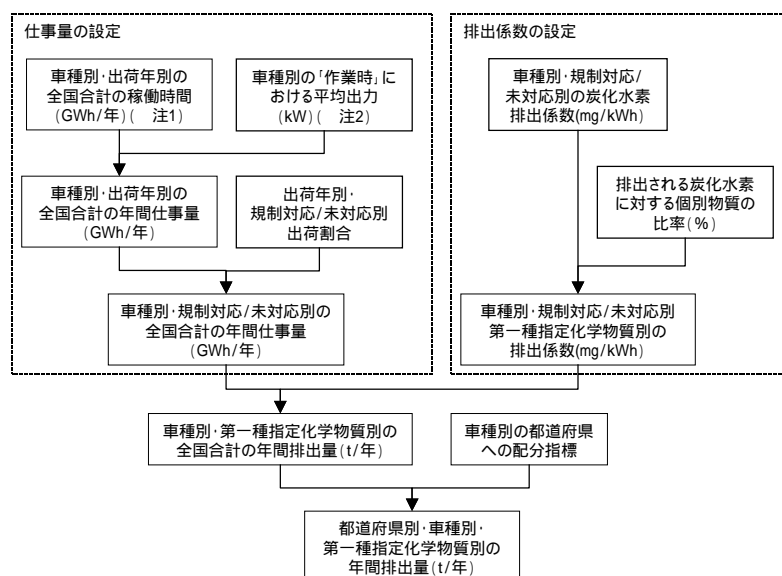 仕事量の設定
車種別･出荷年別の
全国合計の稼働時間
(GWh/年)( 注1)
車種別の｢作業時｣に
おける平均出力
(kW)( 注2)
車種別･出荷年別の
全国合計の年間仕事量
(GWh/年)
出荷年別･
規制対応/未対応別
出荷割合
車種別･規制対応/未対応別の
全国合計の年間仕事量
(GWh/年)
排出係数の設定
車種別･規制対応/
未対応別の炭化水素
排出係数(mg/kWh)
排出される炭化水素
に対する個別物質の
比率(%)
車種別･規制対応/未対応別
第一種指定化学物質別の
排出係数(mg/kWh)
車種別･第一種指定化学物質別の
全国合計の年間排出量(t/年)
車種別の都道府県
への配分指標
都道府県別･車種別･
第一種指定化学物質別の
年間排出量(t/年)